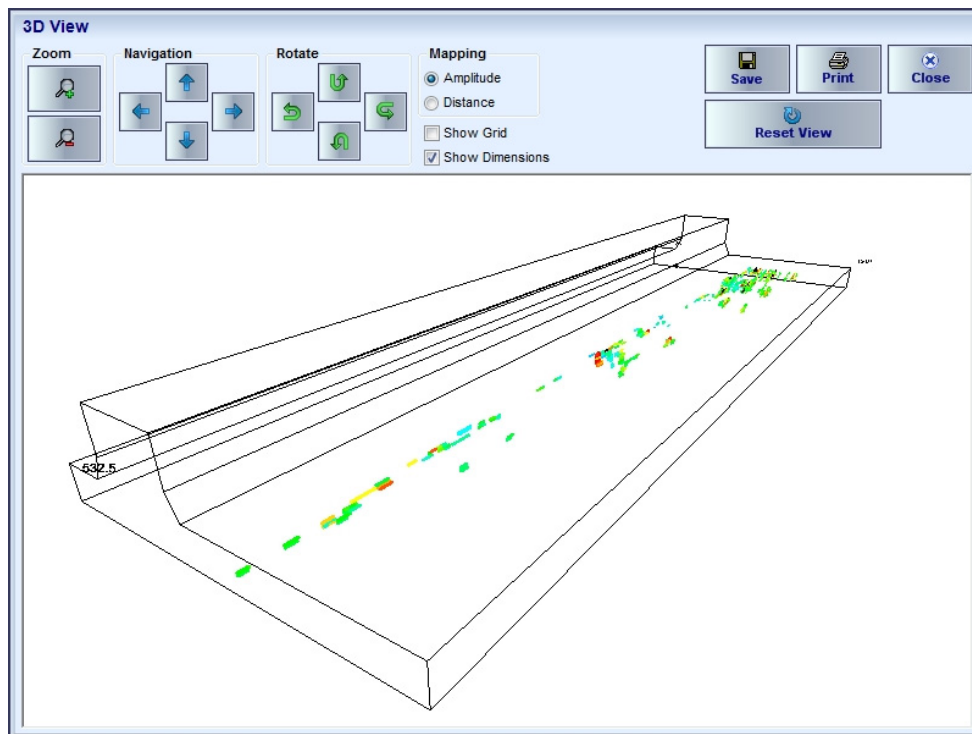 3D View
Zoom
Navigation
Rotate
Mapping
Amplitude
Distance
Show Grid
Show Dimensions
Save
Print
Close
Reset View
532.5